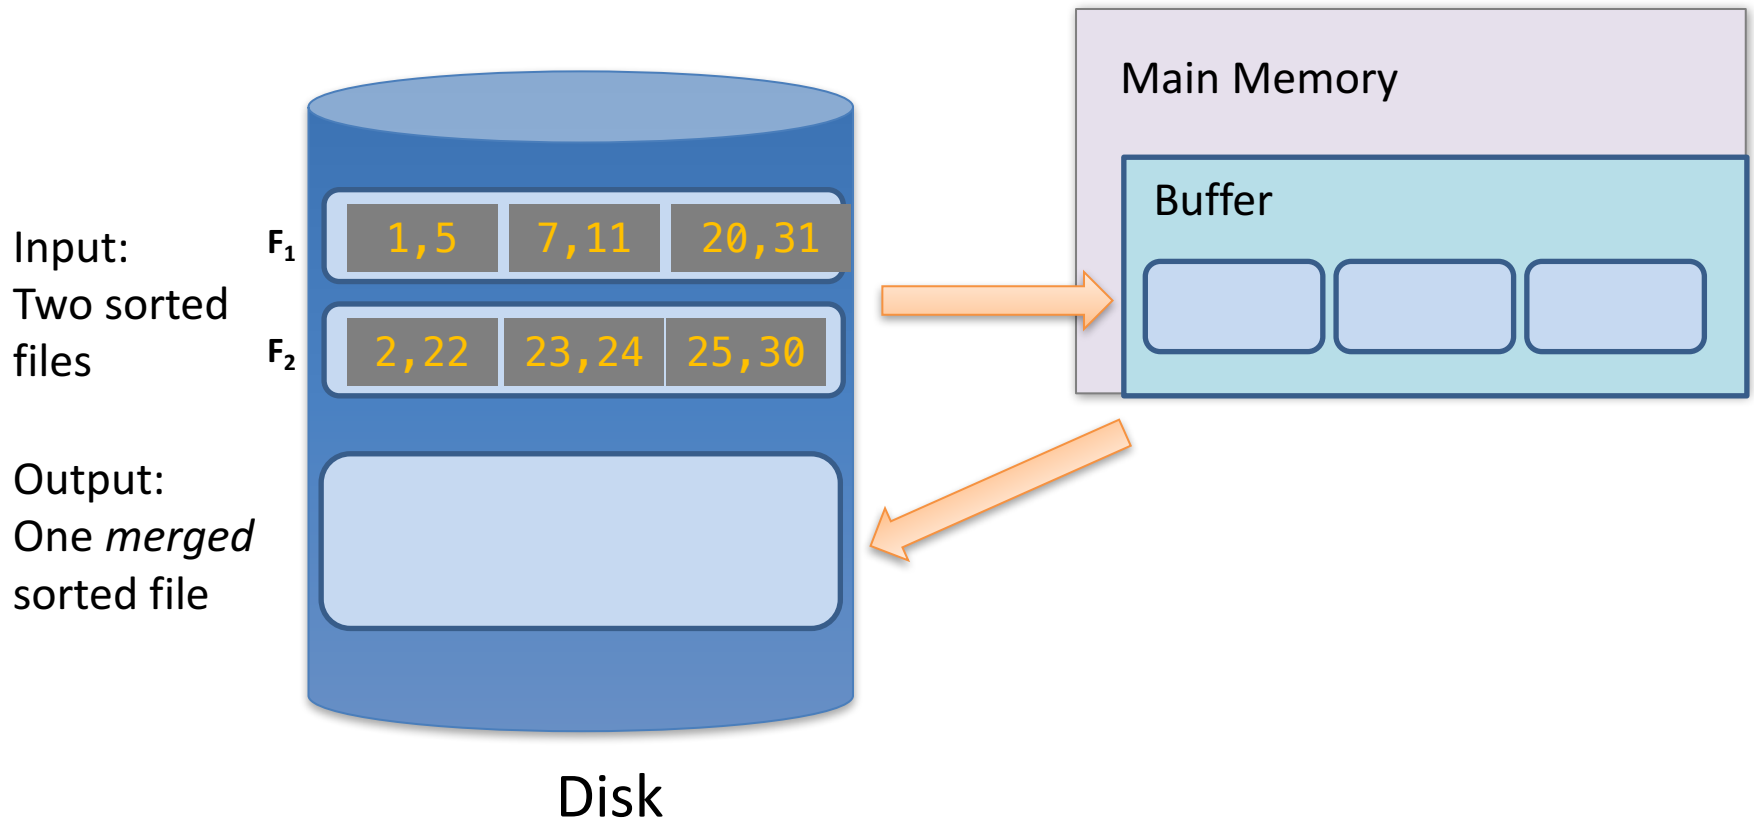 Main Memory
Buffer
Input:
Two sorted
files
F₁
1,5 7,11 20,31
F₂
2,22 23,24 25,30
Output:
One merged
sorted file
Disk